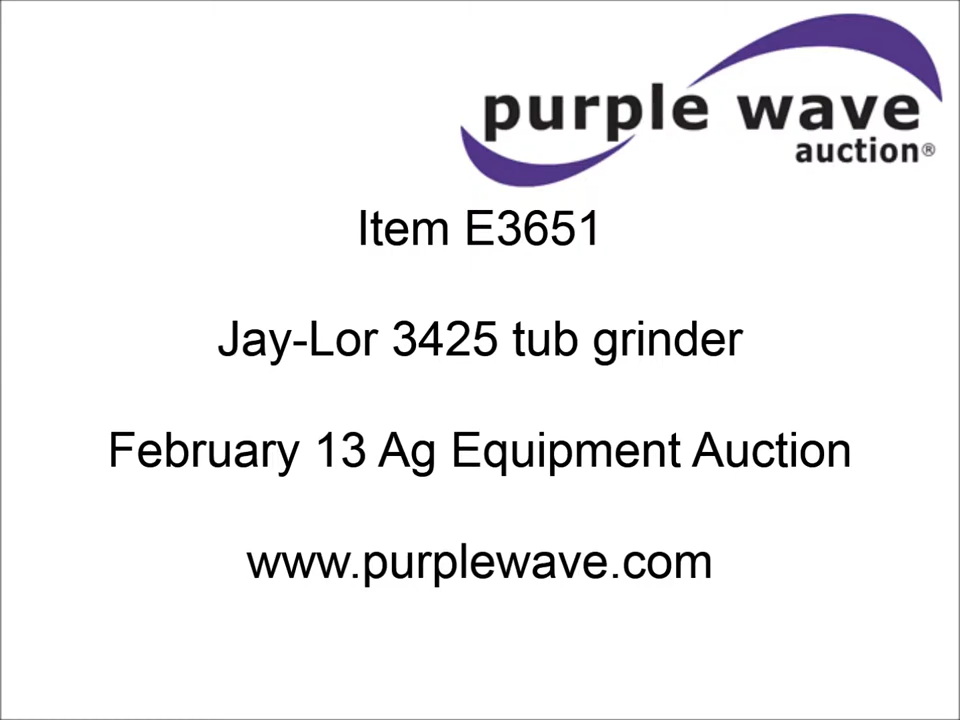 purple wave
auction®
Item E3651
Jay-Lor 3425 tub grinder
February 13 Ag Equipment Auction
www.purplewave.com